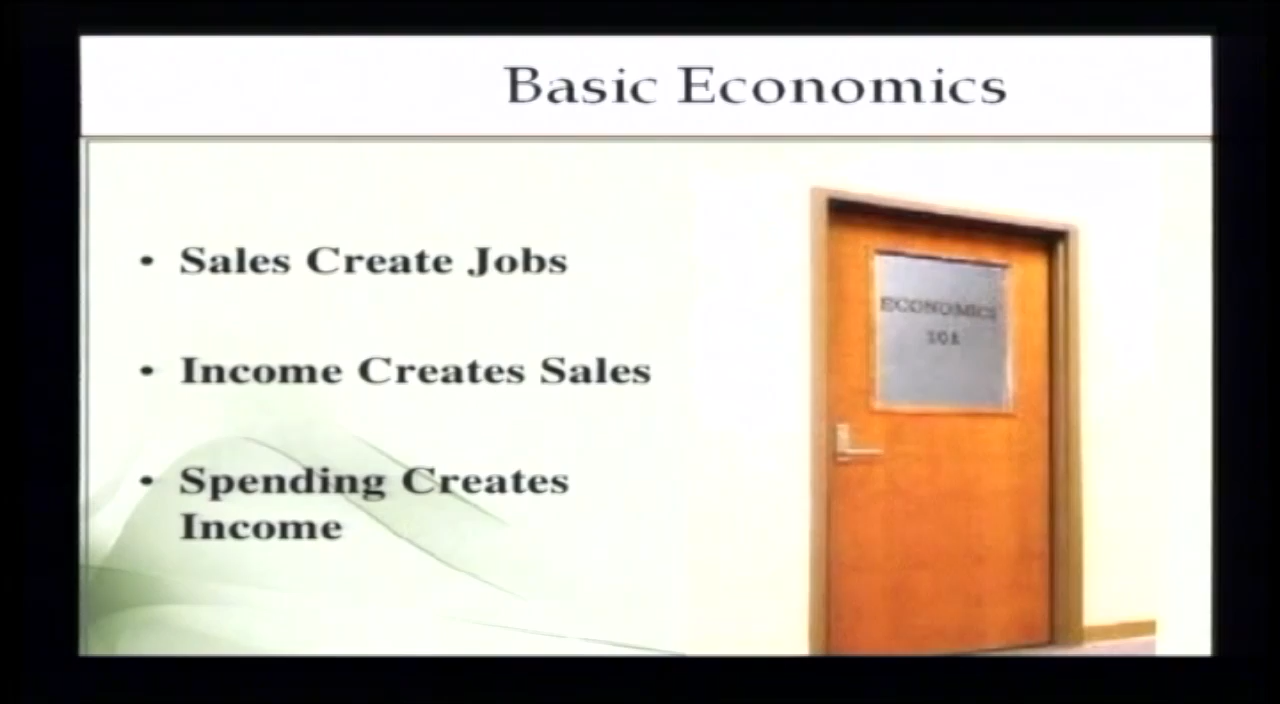 Basic Economics
• Sales Create Jobs
• Income Creates Sales
• Spending Creates
Income
ECONOMICS
101